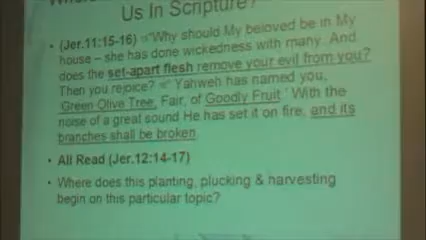 Us In Scripture?
• (Jer.11:15-16) "Why should My beloved be in My
house – she has done wickedness with many. And
does the set-apart flesh remove your evil from you?
Then you rejoice? Yahweh has named you,
Green Olive Tree, Fair, of Goodly Fruit.' With the
noise of a great sound He has set it on fire, and its
branches shall be broken.
• All Read (Jer.12:14-17)
• Where does this planting, plucking & harvesting
begin on this particular topic?